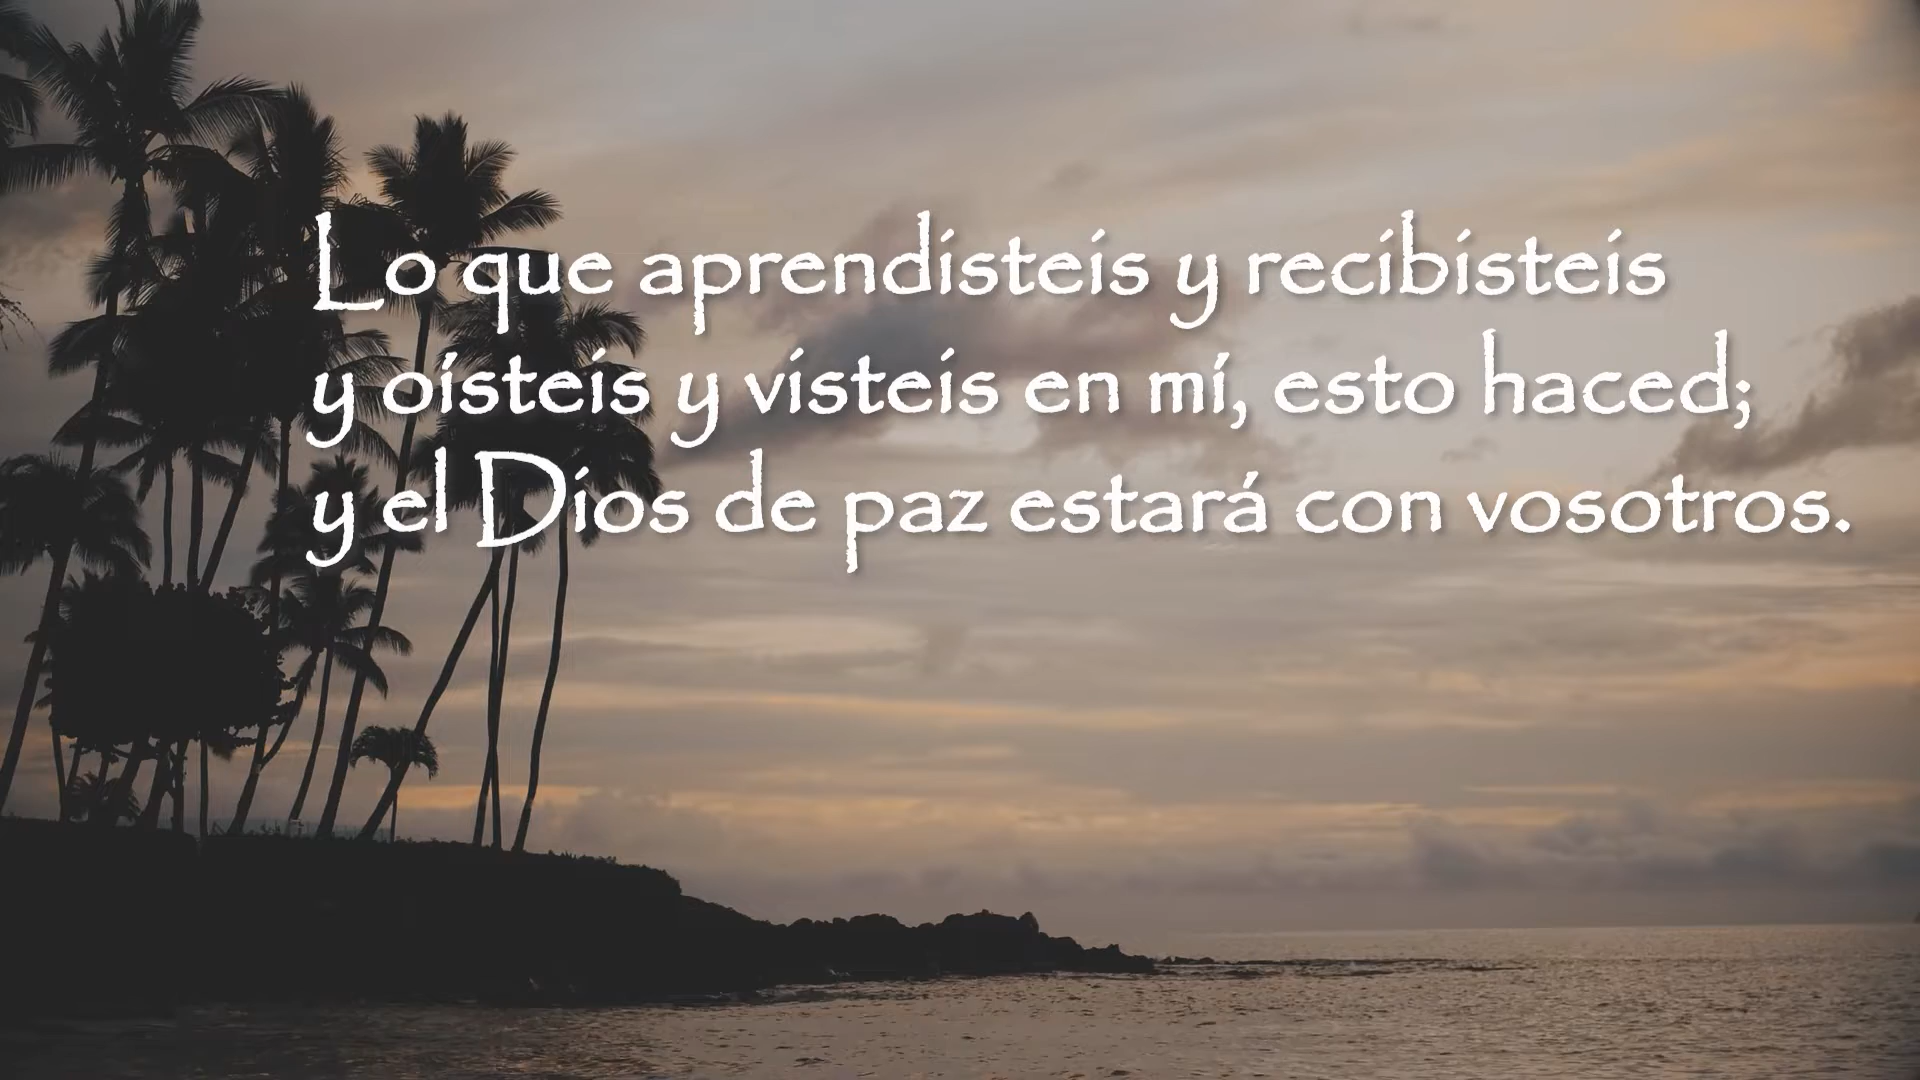 Lo que aprendisteis y recibisteis
y oísteis y visteis en mí, esto haced;
y el Dios de paz estará con vosotros.